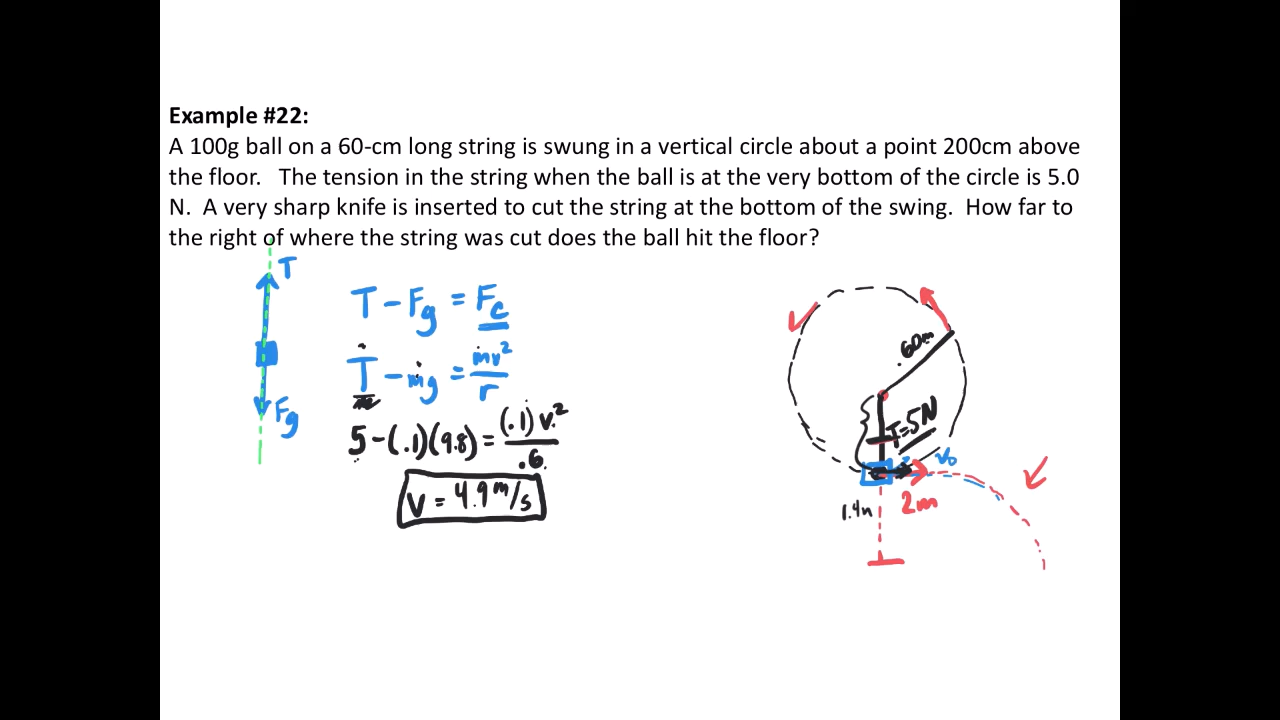 Example #22:
A 100g ball on a 60-cm long string is swung in a vertical circle about a point 200cm above
the floor. The tension in the string when the ball is at the very bottom of the circle is 5.0
N. A very sharp knife is inserted to cut the string at the bottom of the swing. How far to
the right of where the string was cut does the ball hit the floor?
T
T - Fg = Fc
.60m
T - mg = mv²/r
Fg
T=5N
5 - (.1)(9.8) = (.1)v²/.6
v₀
v = 4.9 m/s
1.4m
2m